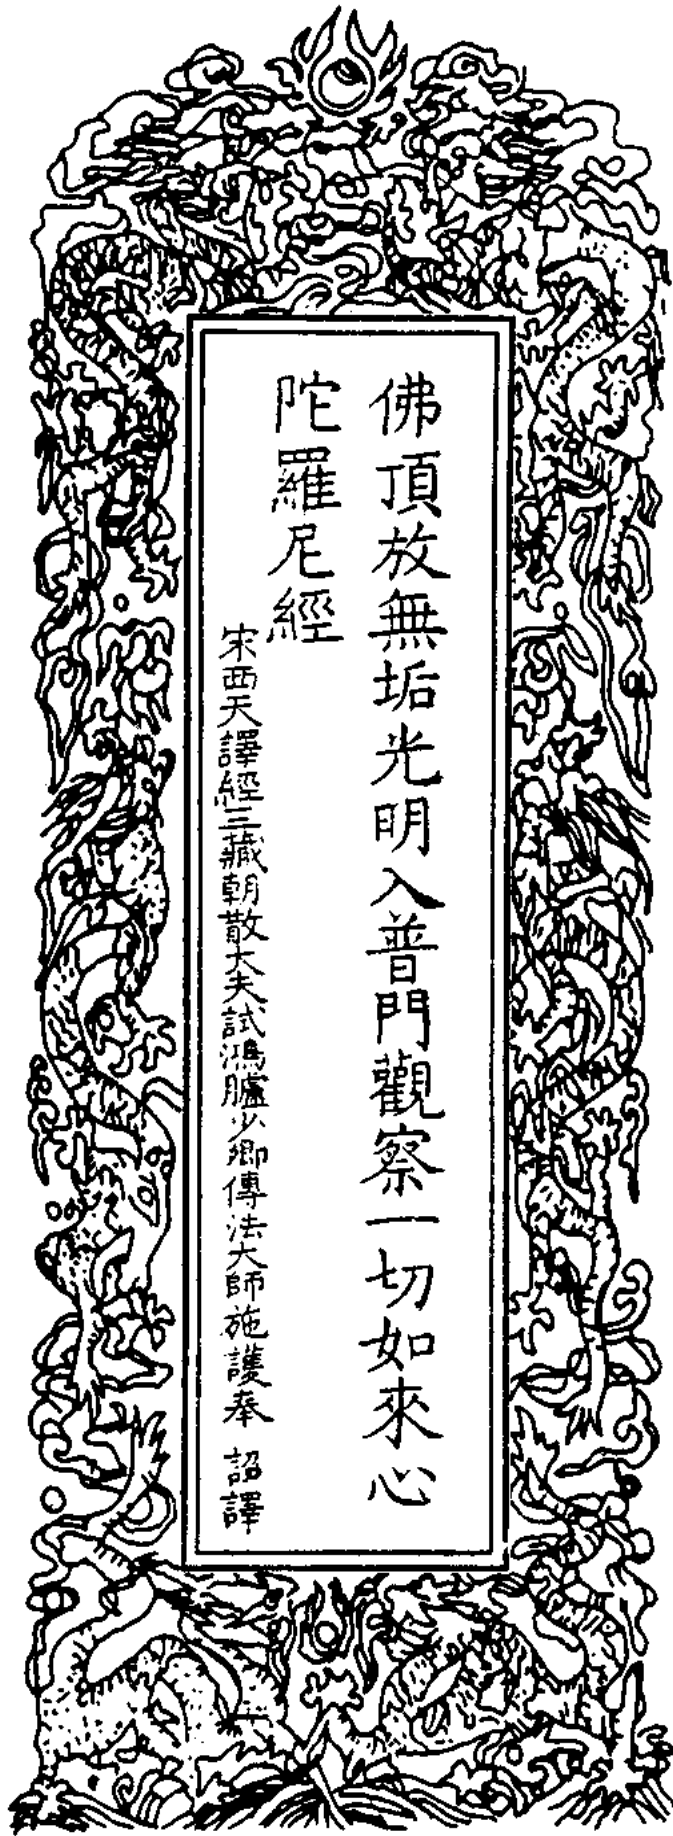 佛頂放無垢光明入普門觀察一切如來心
陀羅尼經
宋西天譯經三藏朝散大夫試鴻臚少卿傳法大師施護奉 詔譯